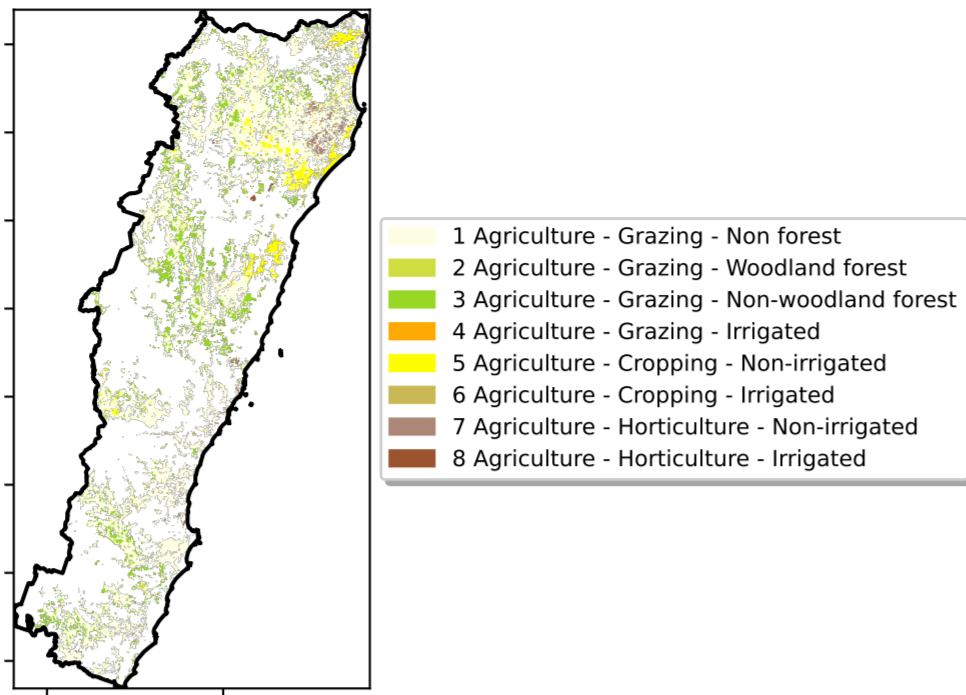 1 Agriculture - Grazing - Non forest
2 Agriculture - Grazing - Woodland forest
3 Agriculture - Grazing - Non-woodland forest
4 Agriculture - Grazing - Irrigated
5 Agriculture - Cropping - Non-irrigated
6 Agriculture - Cropping - Irrigated
7 Agriculture - Horticulture - Non-irrigated
8 Agriculture - Horticulture - Irrigated